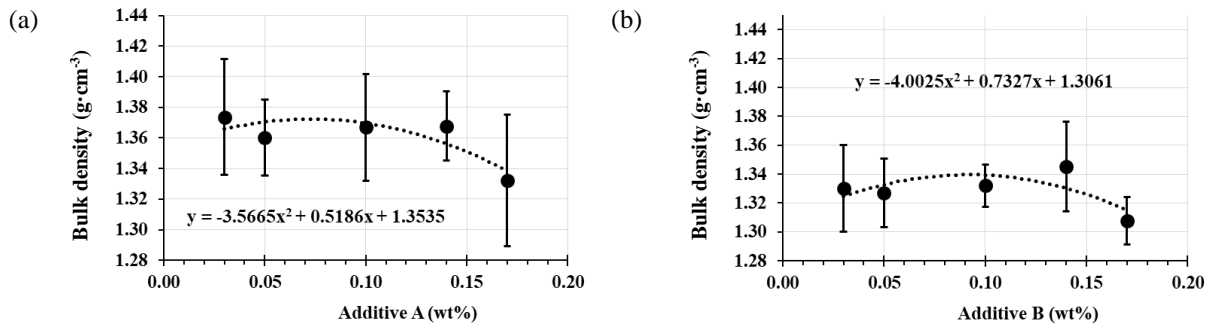 (a)
Bulk density (g·cm⁻³)
1.44
1.42
1.40
1.38
1.36
1.34
1.32
1.30
1.28
y = -3.5665x² + 0.5186x + 1.3535
0.00 0.05 0.10 0.15 0.20
Additive A (wt%)
(b)
Bulk density (g·cm⁻³)
1.44
1.42
1.40
1.38
1.36
1.34
1.32
1.30
1.28
y = -4.0025x² + 0.7327x + 1.3061
0.00 0.05 0.10 0.15 0.20
Additive B (wt%)